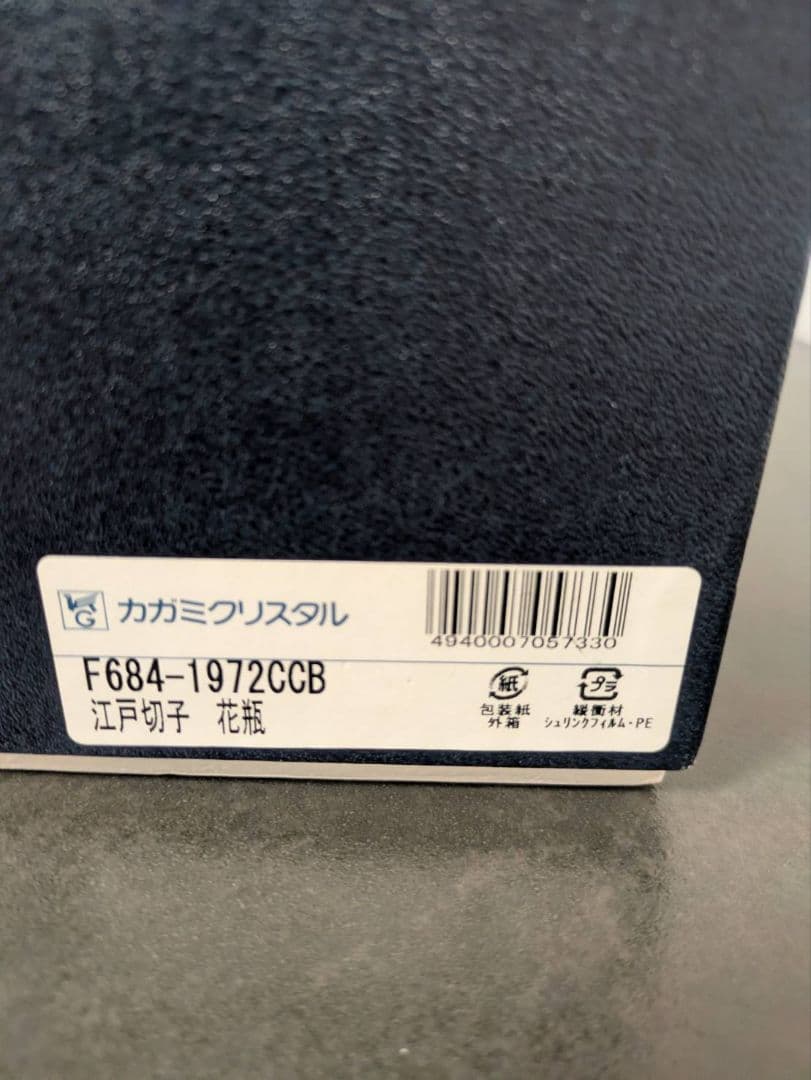 KG カガミクリスタル
4940007057330
F684-1972CCB
江戸切子 花瓶
紙
包装紙
外箱
プラ
緩衝材
シュリンクフィルム・PE